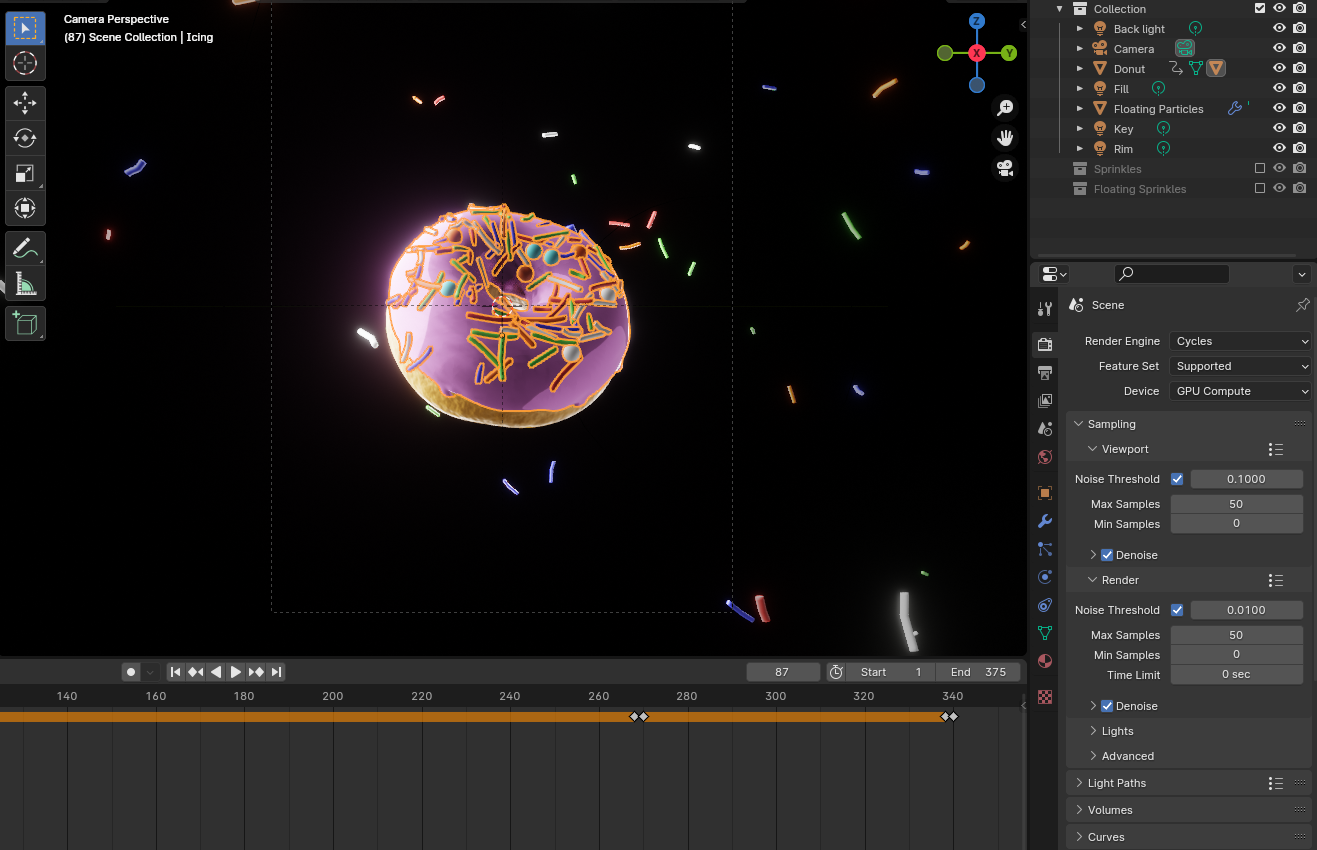 Camera Perspective
(87) Scene Collection | Icing
Z
X
Y
Collection
Back light
Camera
Donut
Fill
Floating Particles
Key
Rim
Sprinkles
Floating Sprinkles
Scene
Render Engine Cycles
Feature Set Supported
Device GPU Compute
Sampling
Viewport
Noise Threshold 0.1000
Max Samples 50
Min Samples 0
Denoise
Render
Noise Threshold 0.0100
Max Samples 50
Min Samples 0
Time Limit 0 sec
Denoise
Lights
Advanced
Light Paths
Volumes
Curves
87 Start 1 End 375
140 160 180 200 220 240 260 280 300 320 340